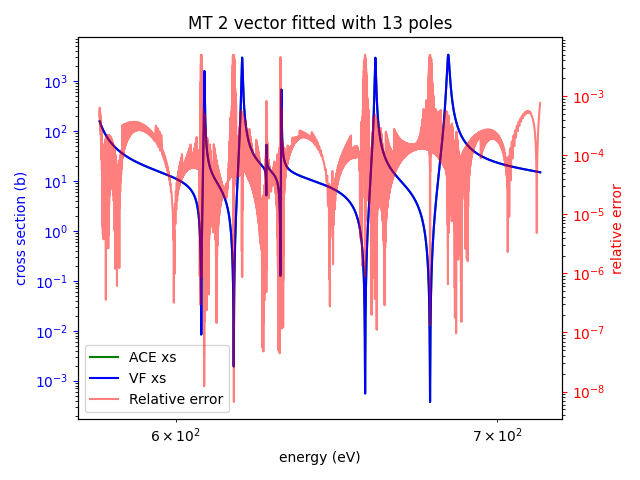 MT 2 vector fitted with 13 poles
cross section (b)
10³
10²
10¹
10⁰
10⁻¹
10⁻²
10⁻³
10⁻³
10⁻⁴
10⁻⁵
10⁻⁶
10⁻⁷
10⁻⁸
relative error
ACE xs
VF xs
Relative error
6 × 10²
7 × 10²
energy (eV)